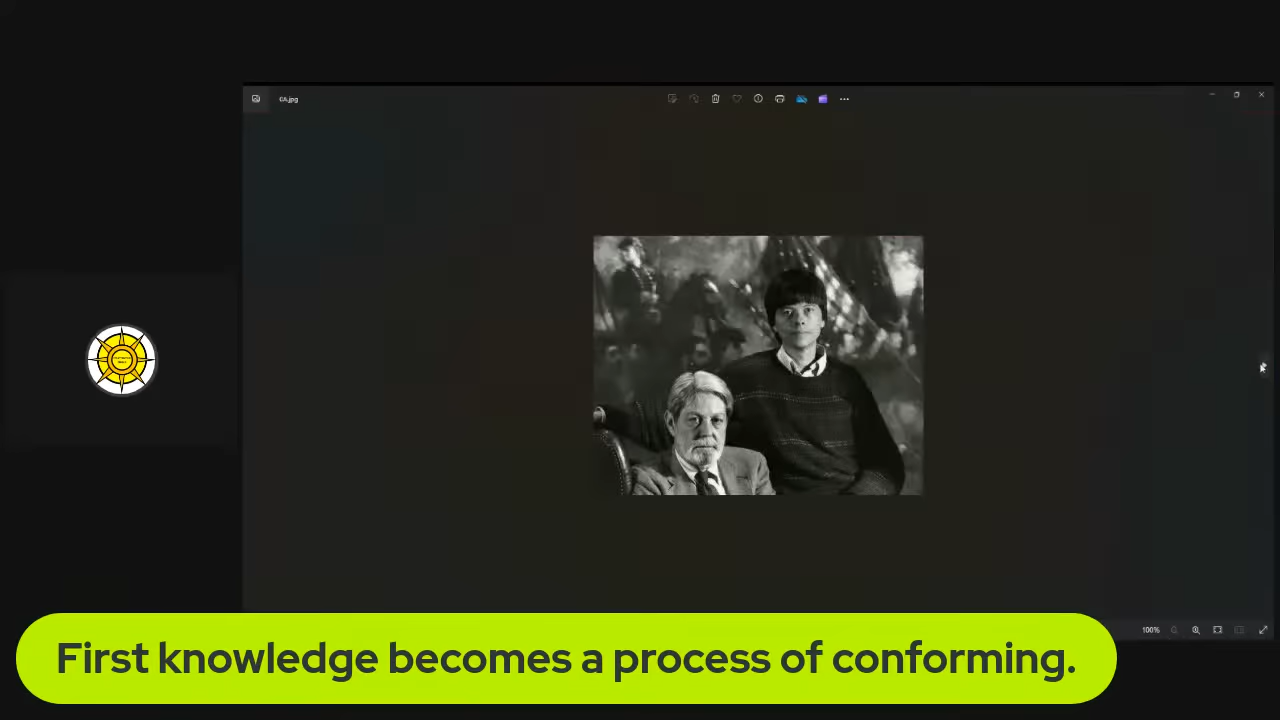 CA.jpg
100%
First knowledge becomes a process of conforming.